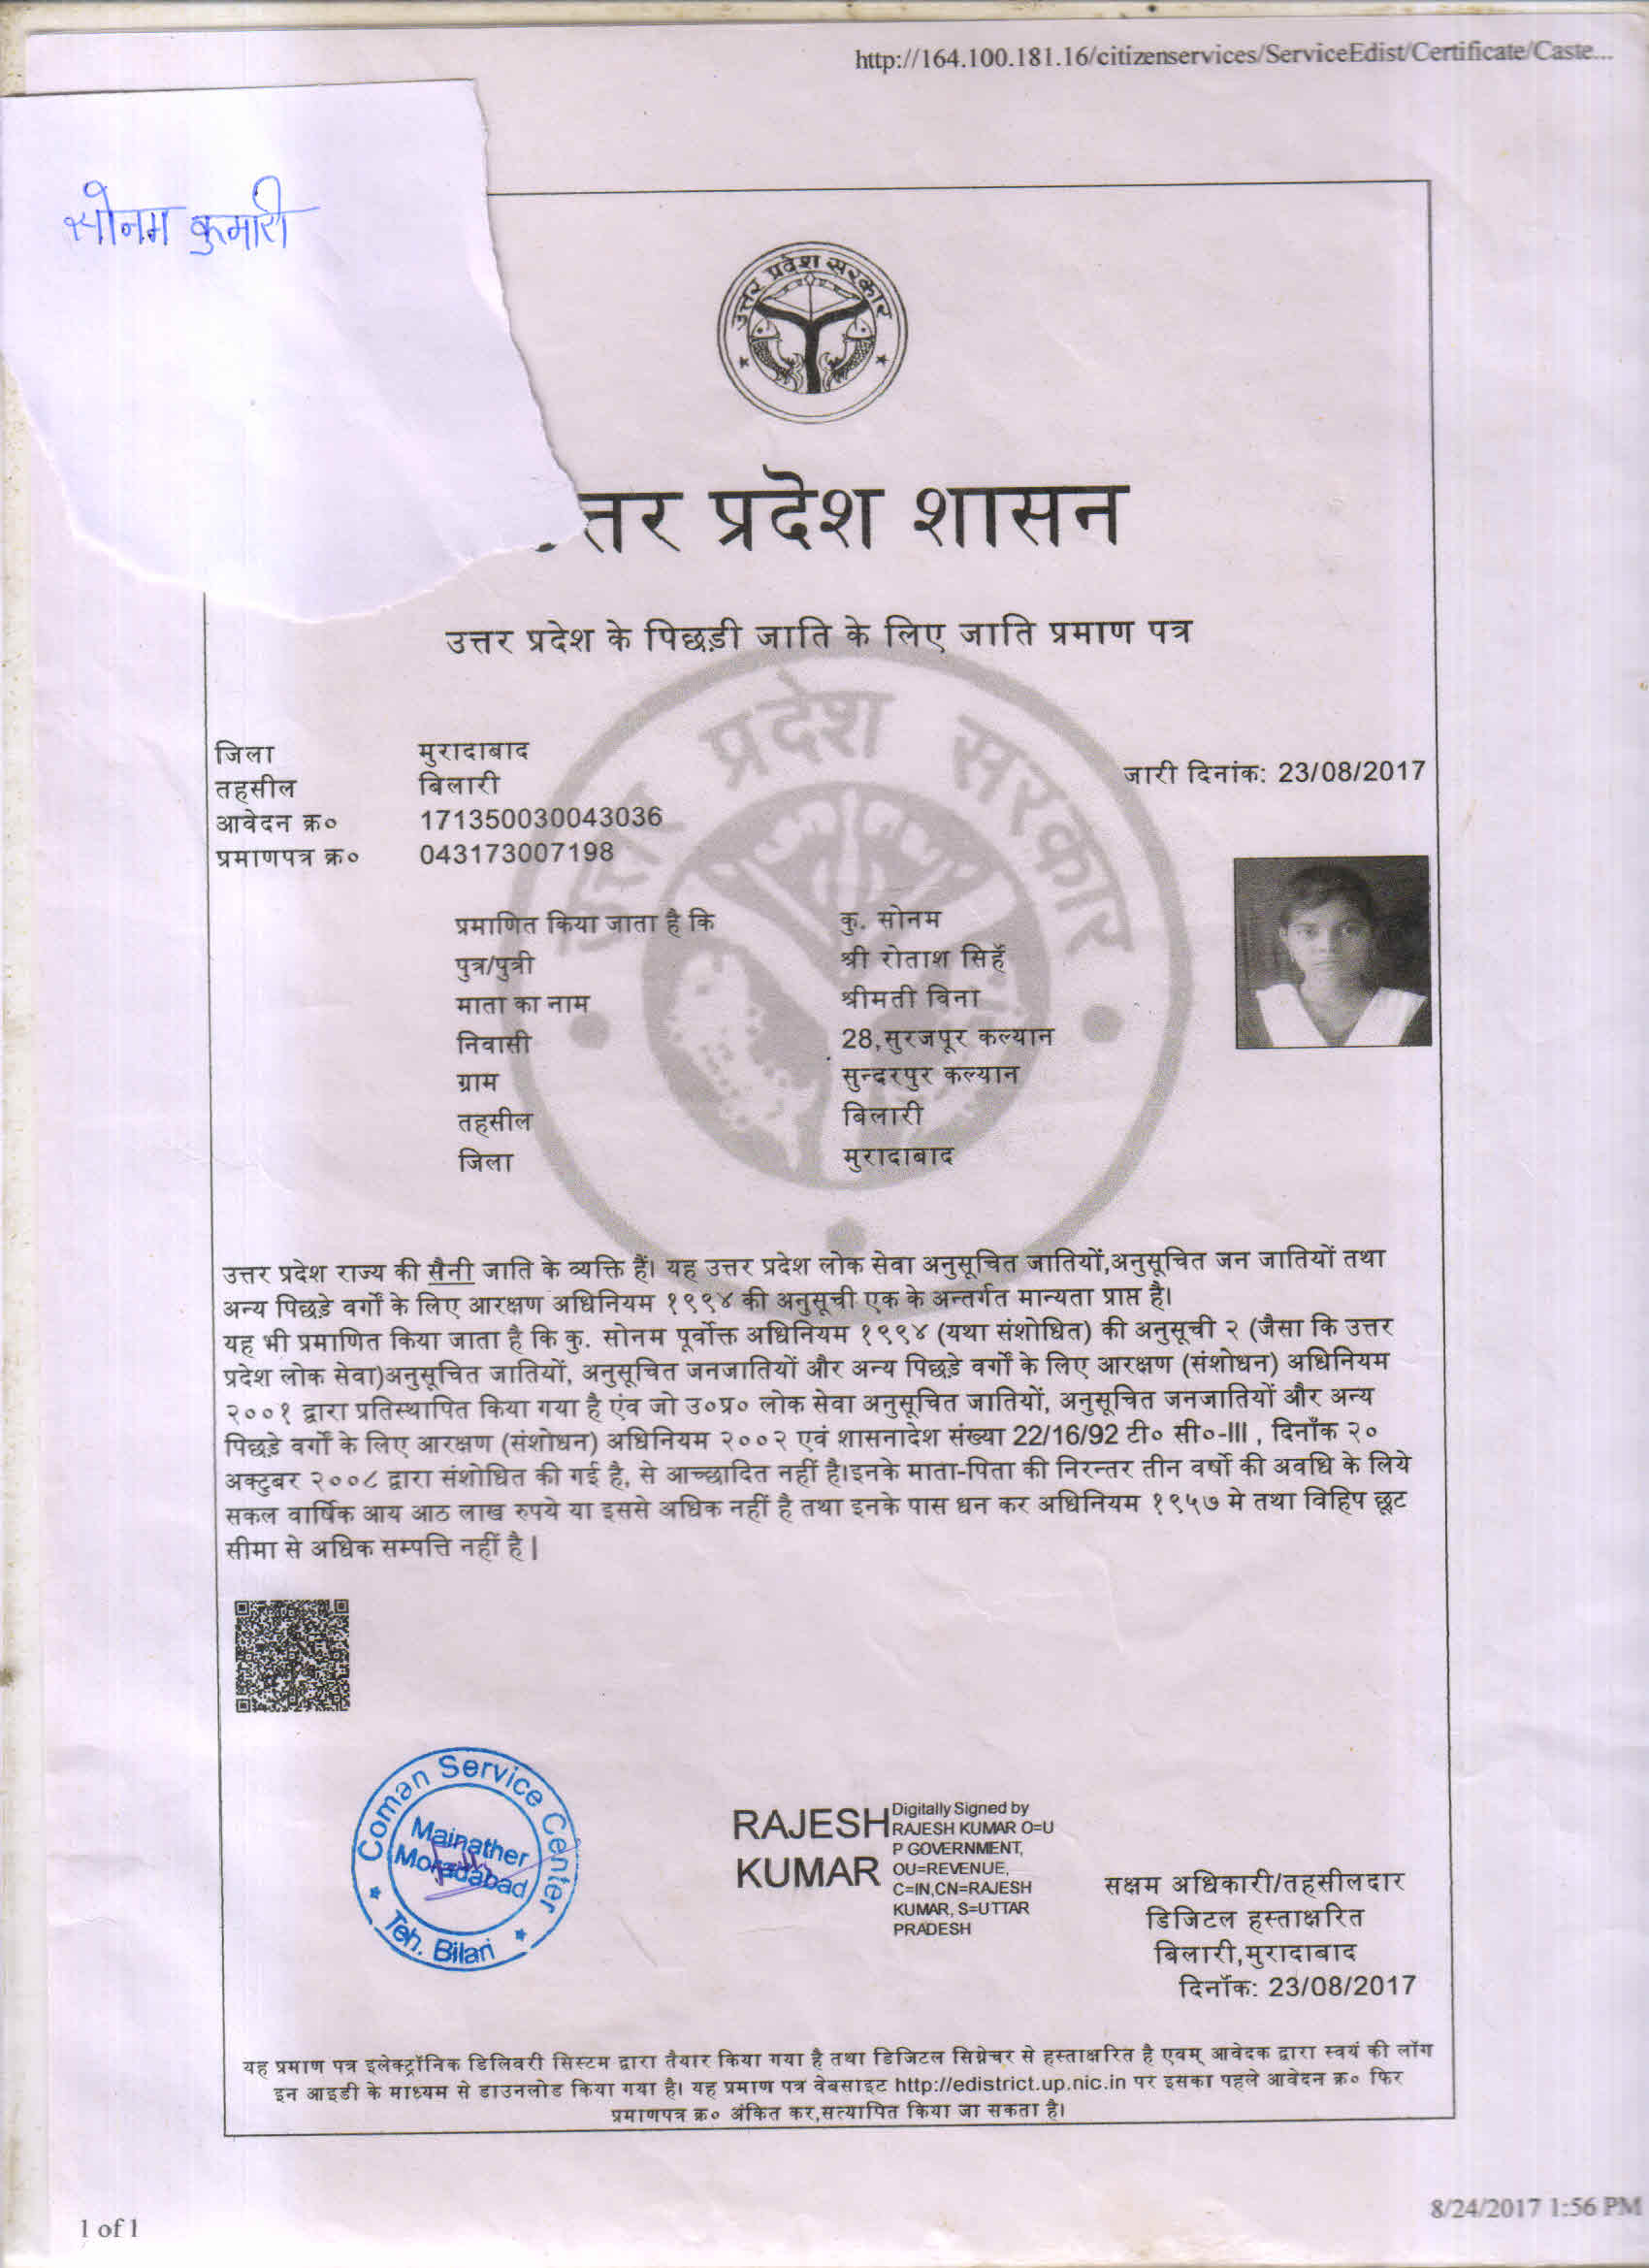 http://164.100.181.16/citizenservices/ServiceEdist/Certificate/Caste...
सोनम कुमारी
उत्तर प्रदेश सरकार
त्तर प्रदेश शासन
उत्तर प्रदेश के पिछड़ी जाति के लिए जाति प्रमाण पत्र
जिला मुरादाबाद
तहसील बिलारी
जारी दिनांक: 23/08/2017
आवेदन क्र० 171350030043036
प्रमाणपत्र क्र० 043173007198
प्रमाणित किया जाता है कि कु. सोनम
पुत्र/पुत्री श्री रोताश सिहॅ
माता का नाम श्रीमती विना
निवासी 28,सुरजपूर कल्यान
ग्राम सुन्दरपुर कल्यान
तहसील बिलारी
जिला मुरादाबाद
उत्तर प्रदेश सरकार
उत्तर प्रदेश राज्य की सैनी जाति के व्यक्ति हैं। यह उत्तर प्रदेश लोक सेवा अनुसूचित जातियों,अनुसूचित जन जातियों तथा
अन्य पिछड़े वर्गों के लिए आरक्षण अधिनियम १९९४ की अनुसूची एक के अन्तर्गत मान्यता प्राप्त है।
यह भी प्रमाणित किया जाता है कि कु. सोनम पूर्वोक्त अधिनियम १९९४ (यथा संशोधित) की अनुसूची २ (जैसा कि उत्तर
प्रदेश लोक सेवा)अनुसूचित जातियों, अनुसूचित जनजातियों और अन्य पिछड़े वर्गों के लिए आरक्षण (संशोधन) अधिनियम
२००१ द्वारा प्रतिस्थापित किया गया है एंव जो उ०प्र० लोक सेवा अनुसूचित जातियों, अनुसूचित जनजातियों और अन्य
पिछड़े वर्गों के लिए आरक्षण (संशोधन) अधिनियम २००२ एवं शासनादेश संख्या 22/16/92 टी० सी०-III , दिनाँक २०
अक्टुबर २००८ द्वारा संशोधित की गई है, से आच्छादित नहीं है।इनके माता-पिता की निरन्तर तीन वर्षो की अवधि के लिये
सकल वार्षिक आय आठ लाख रुपये या इससे अधिक नहीं है तथा इनके पास धन कर अधिनियम १९५७ मे तथा विहिप छूट
सीमा से अधिक सम्पत्ति नहीं है |
Coman Service Center
Mainather
Moradabad
Teh. Bilari
RAJESH KUMAR
Digitally Signed by
RAJESH KUMAR O=U
P GOVERNMENT,
OU=REVENUE,
C=IN,CN=RAJESH
KUMAR, S=UTTAR
PRADESH
सक्षम अधिकारी/तहसीलदार
डिजिटल हस्ताक्षरित
बिलारी,मुरादाबाद
दिनॉक: 23/08/2017
यह प्रमाण पत्र इलेक्ट्रॉनिक डिलिवरी सिस्टम द्वारा तैयार किया गया है तथा डिजिटल सिग्नेचर से हस्ताक्षरित है एवम् आवेदक द्वारा स्वयं की लॉग
इन आइडी के माध्यम से डाउनलोड किया गया है। यह प्रमाण पत्र वेबसाइट http://edistrict.up.nic.in पर इसका पहले आवेदन क्र० फिर
प्रमाणपत्र क्र० अंकित कर,सत्यापित किया जा सकता है।
1 of 1
8/24/2017 1:56 PM